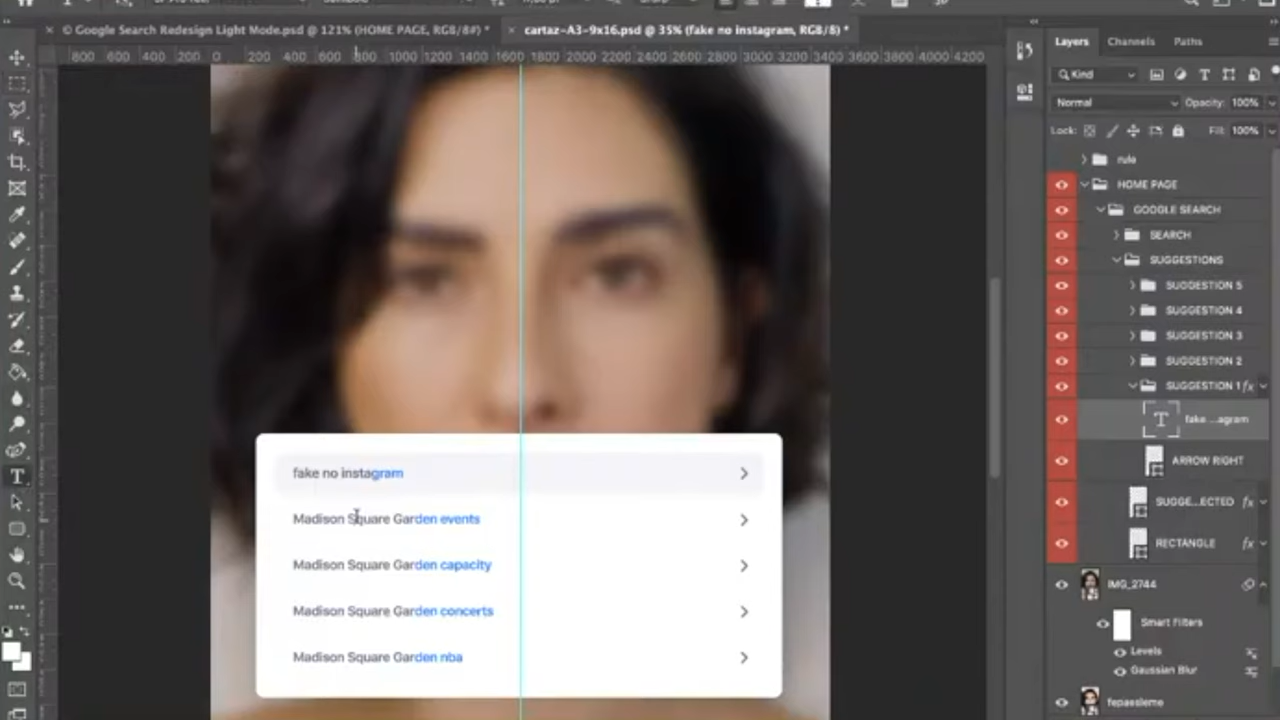 © Google Search Redesign Light Mode.psd @ 121% (HOME PAGE, RGB/8#) *
cartaz-A3-9x16.psd @ 35% (fake no instagram, RGB/8) *
800 600 400 200 0 200 400 600 800 1000 1200 1400 1600 1800 2000 2200 2400 2600 2800 3000 3200 3400 3600 3800 4000 4200
Layers Channels Paths
Kind
Normal Opacity: 100%
Lock: Fill: 100%
rule
HOME PAGE
GOOGLE SEARCH
SEARCH
SUGGESTIONS
SUGGESTION 5
SUGGESTION 4
SUGGESTION 3
SUGGESTION 2
SUGGESTION 1 fx
fake ...agram
ARROW RIGHT
SUGGE...ECTED fx
RECTANGLE fx
IMG_2744
Smart Filters
Levels
Gaussian Blur
fake no instagram
Madison Square Garden events
Madison Square Garden capacity
Madison Square Garden concerts
Madison Square Garden nba